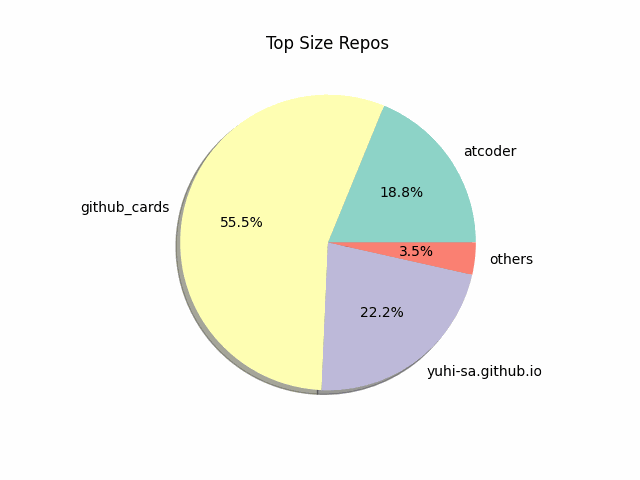 Top Size Repos
atcoder
18.8%
github_cards
55.5%
3.5%
others
22.2%
yuhi-sa.github.io